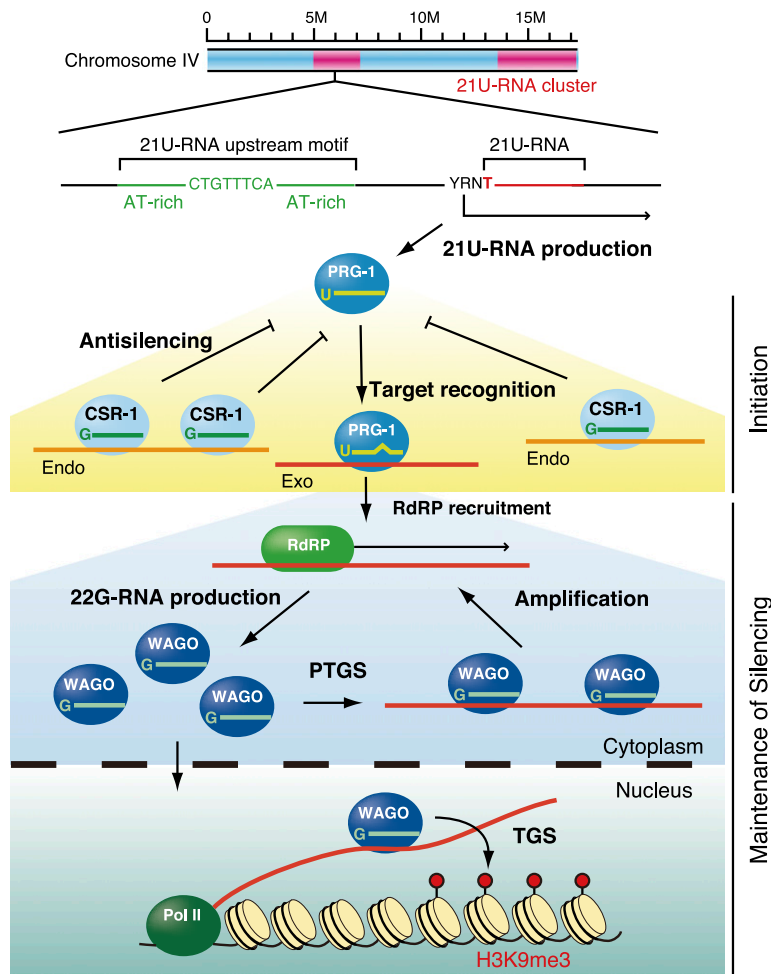 0 5M 10M 15M
Chromosome IV
21U-RNA cluster
21U-RNA upstream motif 21U-RNA
CTGTTTCA YRNT
AT-rich AT-rich
21U-RNA production
PRG-1
U
Antisilencing
Target recognition
CSR-1 CSR-1 CSR-1
G G G
PRG-1
U
Endo Endo
Exo
Initiation
RdRP recruitment
RdRP
22G-RNA production Amplification
WAGO
G
WAGO WAGO WAGO WAGO
G G G G
PTGS
Cytoplasm
Nucleus
WAGO
G
TGS
Pol II
H3K9me3
Maintenance of Silencing